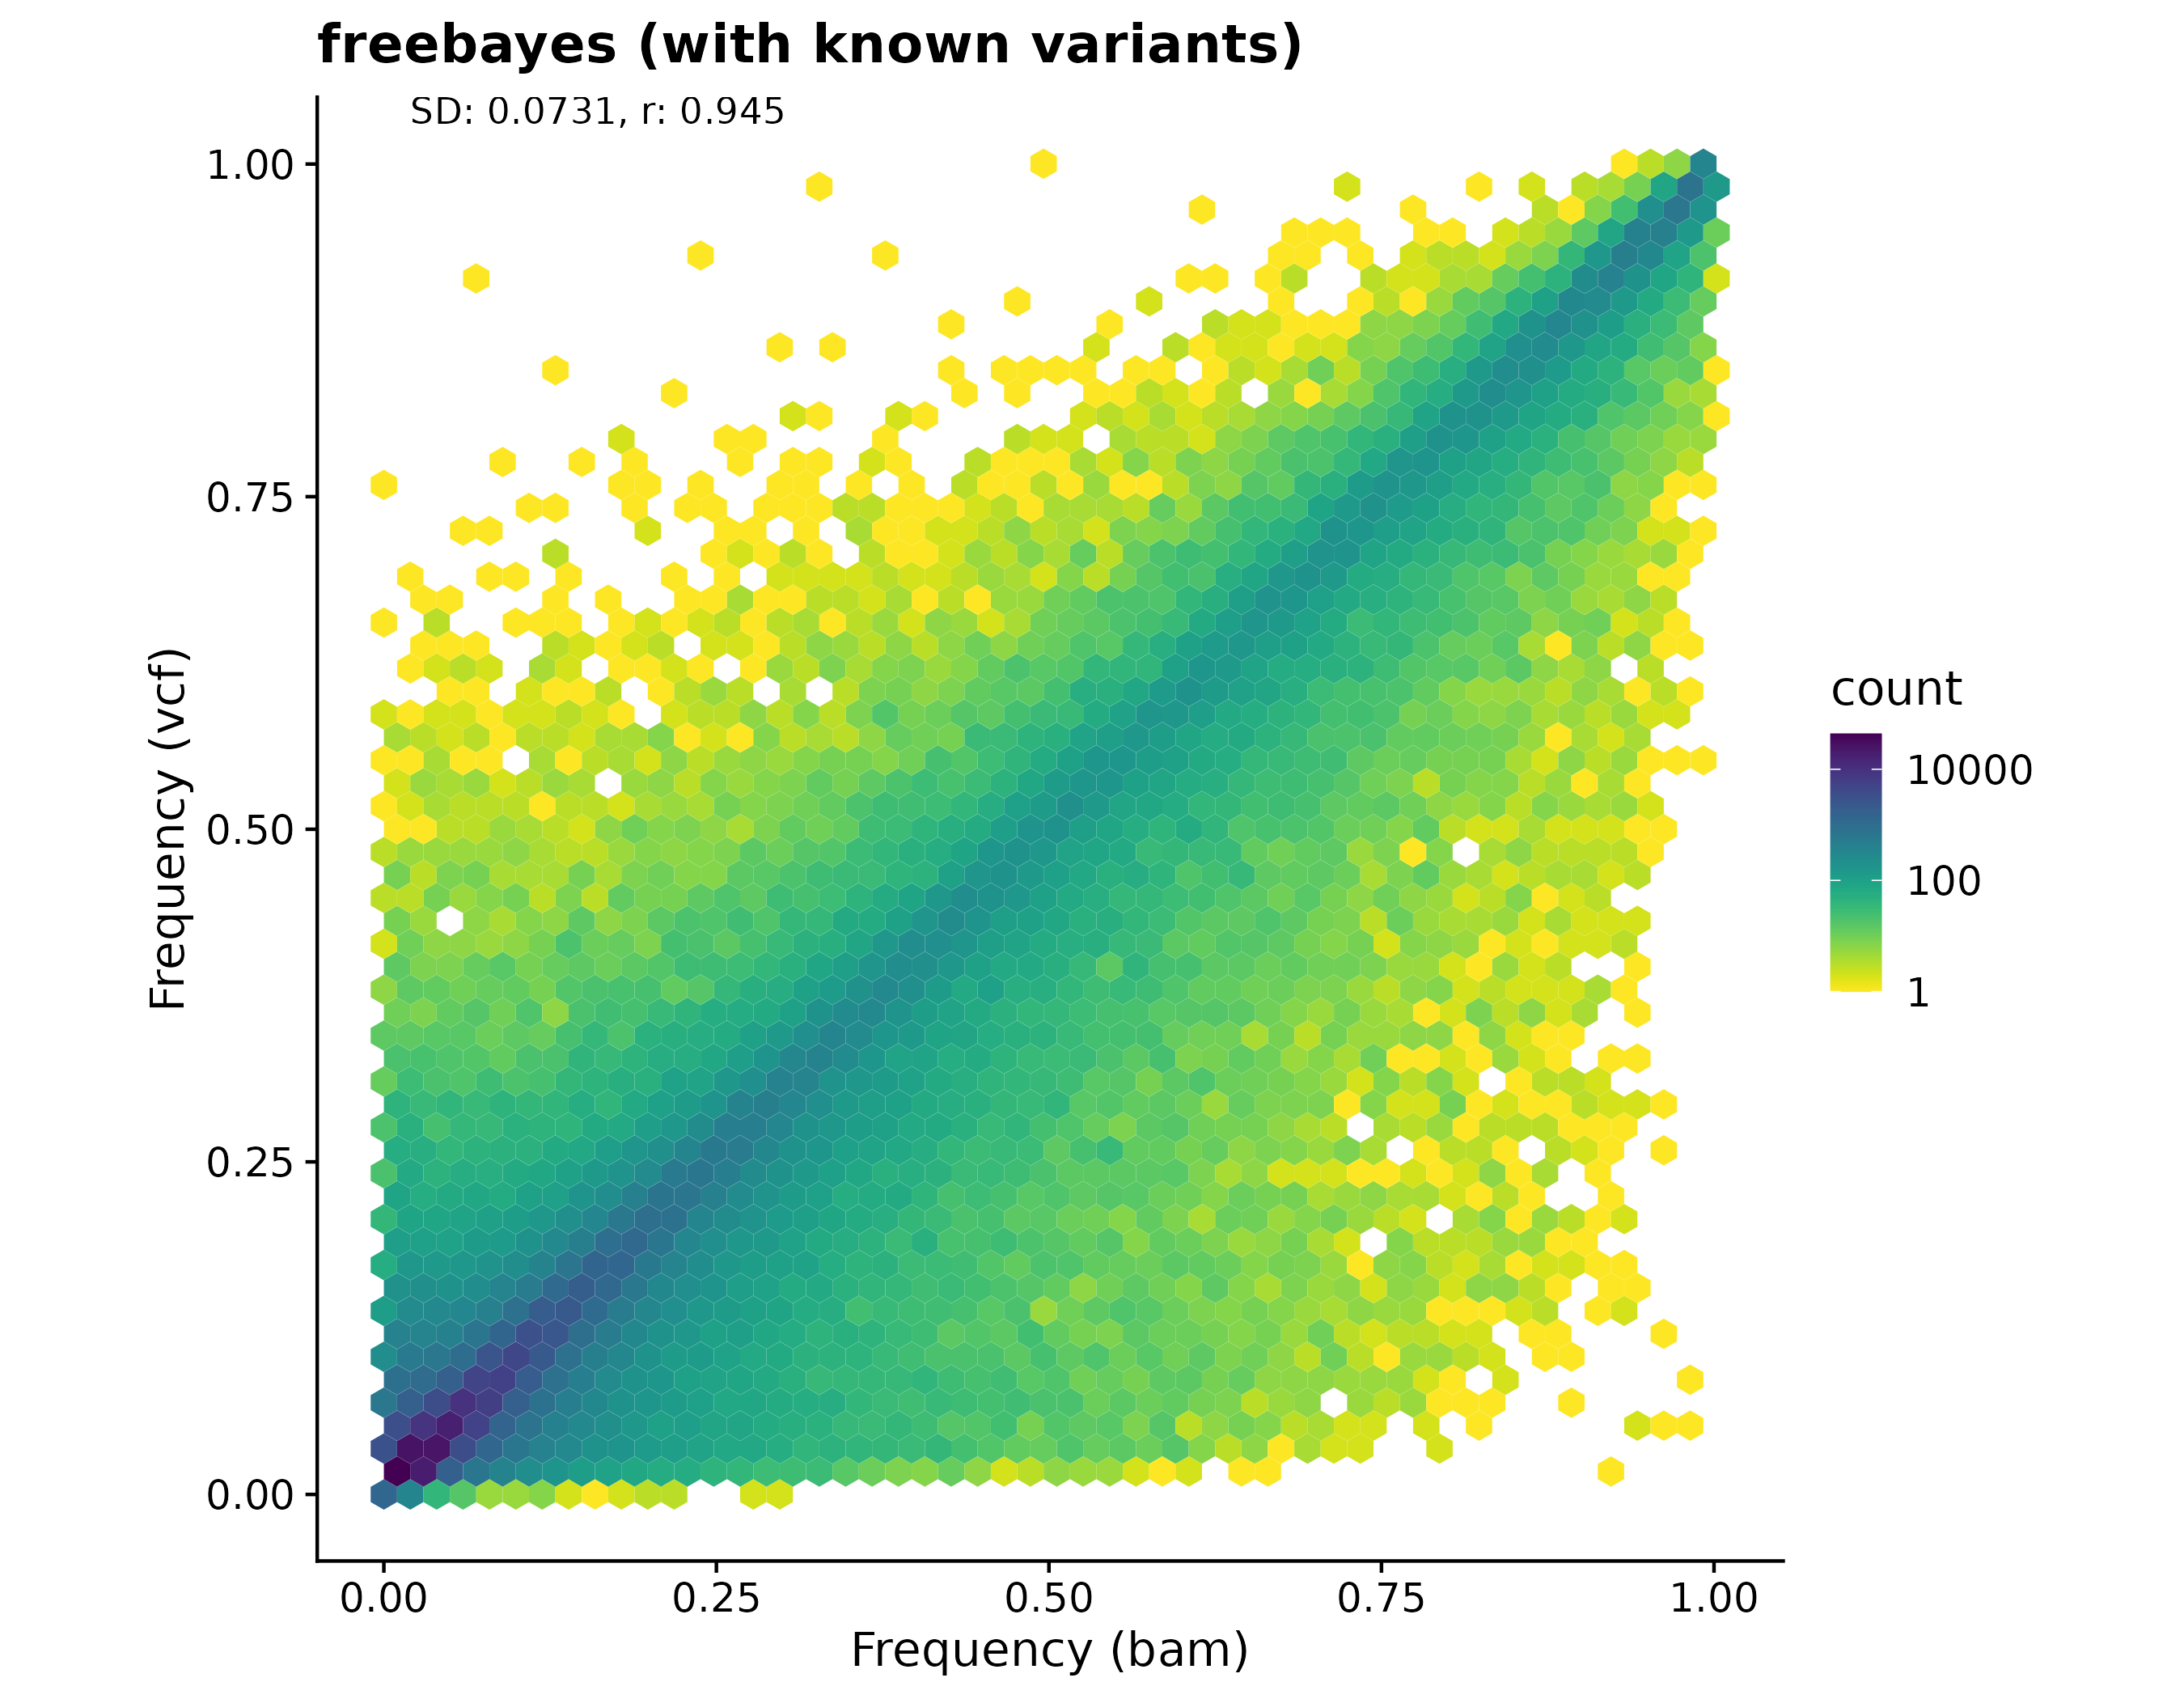 freebayes (with known variants)
SD: 0.0731, r: 0.945
1.00
0.75
0.50
0.25
0.00
Frequency (vcf)
0.00 0.25 0.50 0.75 1.00
Frequency (bam)
count
10000
100
1